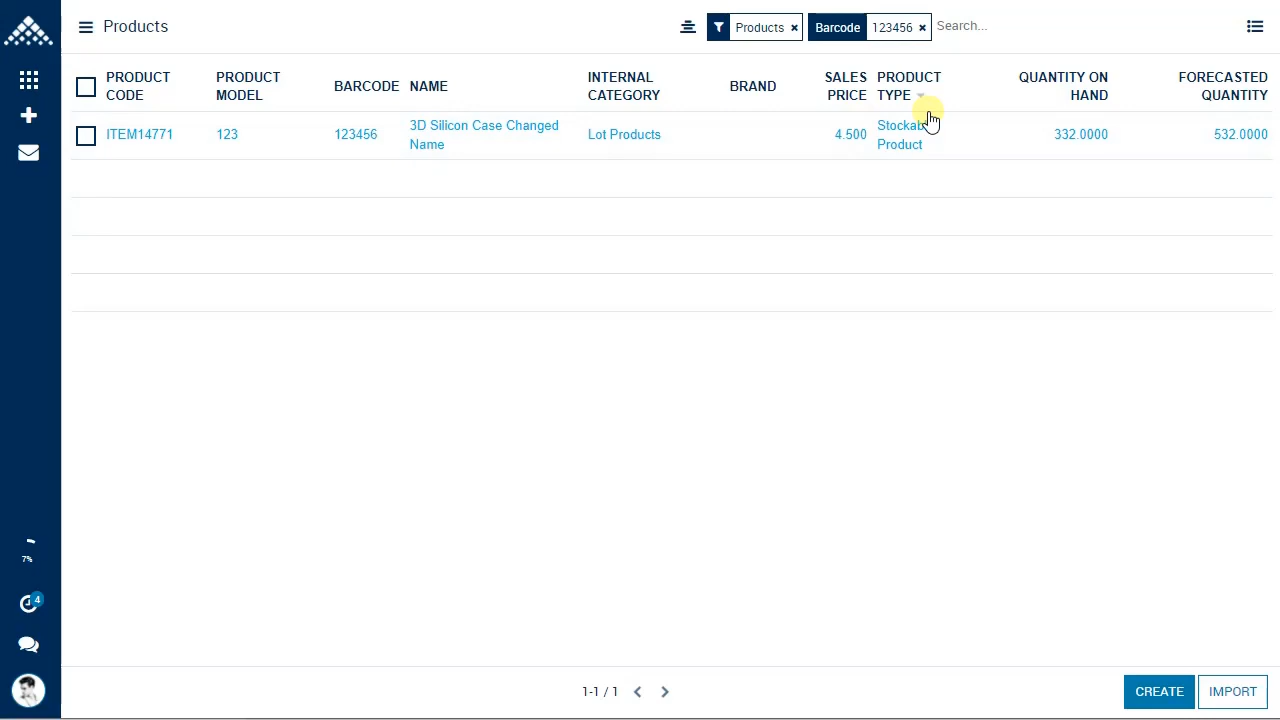 Products
Products ×
Barcode 123456 ×
Search...
PRODUCT CODE
PRODUCT MODEL
BARCODE
NAME
INTERNAL CATEGORY
BRAND
SALES PRICE
PRODUCT TYPE
QUANTITY ON HAND
FORECASTED QUANTITY
ITEM14771
123
123456
3D Silicon Case Changed Name
Lot Products
4.500
Stockab
Product
332.0000
532.0000
7%
4
1-1 / 1
CREATE
IMPORT